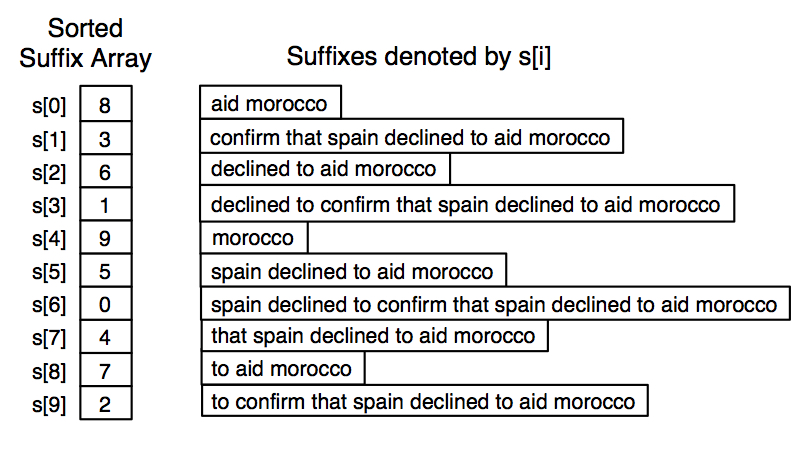 Sorted
Suffix Array
Suffixes denoted by s[i]
s[0] 8 aid morocco
s[1] 3 confirm that spain declined to aid morocco
s[2] 6 declined to aid morocco
s[3] 1 declined to confirm that spain declined to aid morocco
s[4] 9 morocco
s[5] 5 spain declined to aid morocco
s[6] 0 spain declined to confirm that spain declined to aid morocco
s[7] 4 that spain declined to aid morocco
s[8] 7 to aid morocco
s[9] 2 to confirm that spain declined to aid morocco